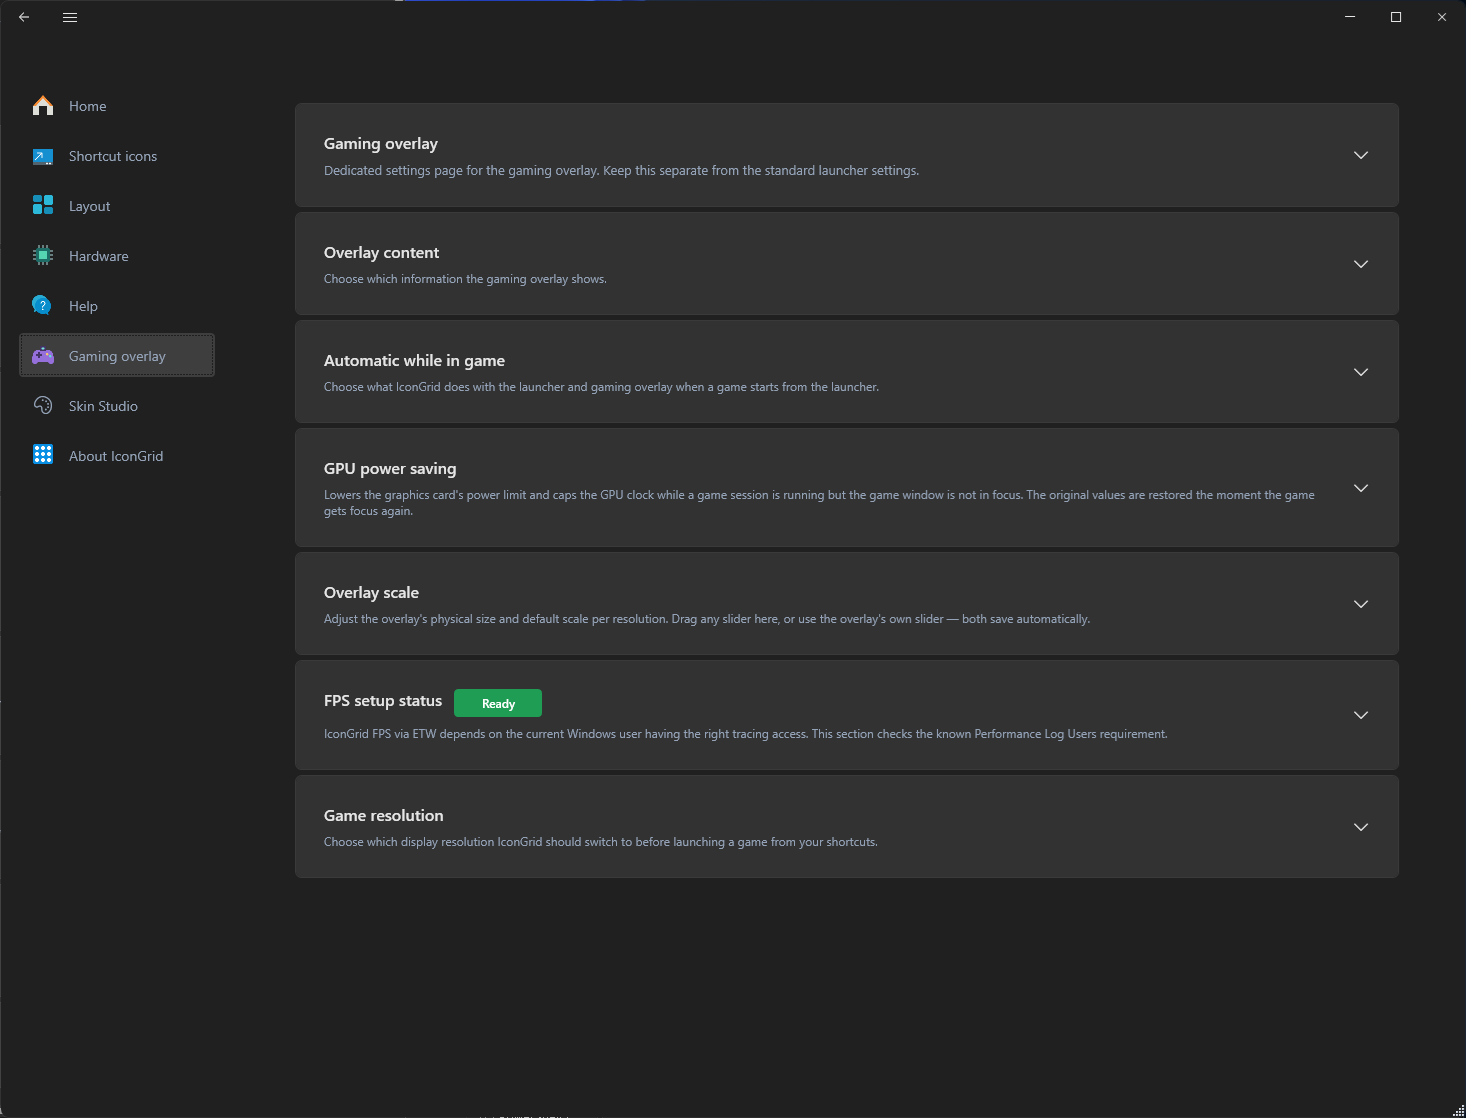 Home
Shortcut icons
Layout
Hardware
Help
Gaming overlay
Skin Studio
About IconGrid
Gaming overlay
Dedicated settings page for the gaming overlay. Keep this separate from the standard launcher settings.
Overlay content
Choose which information the gaming overlay shows.
Automatic while in game
Choose what IconGrid does with the launcher and gaming overlay when a game starts from the launcher.
GPU power saving
Lowers the graphics card's power limit and caps the GPU clock while a game session is running but the game window is not in focus. The original values are restored the moment the game
gets focus again.
Overlay scale
Adjust the overlay's physical size and default scale per resolution. Drag any slider here, or use the overlay's own slider — both save automatically.
FPS setup status Ready
IconGrid FPS via ETW depends on the current Windows user having the right tracing access. This section checks the known Performance Log Users requirement.
Game resolution
Choose which display resolution IconGrid should switch to before launching a game from your shortcuts.